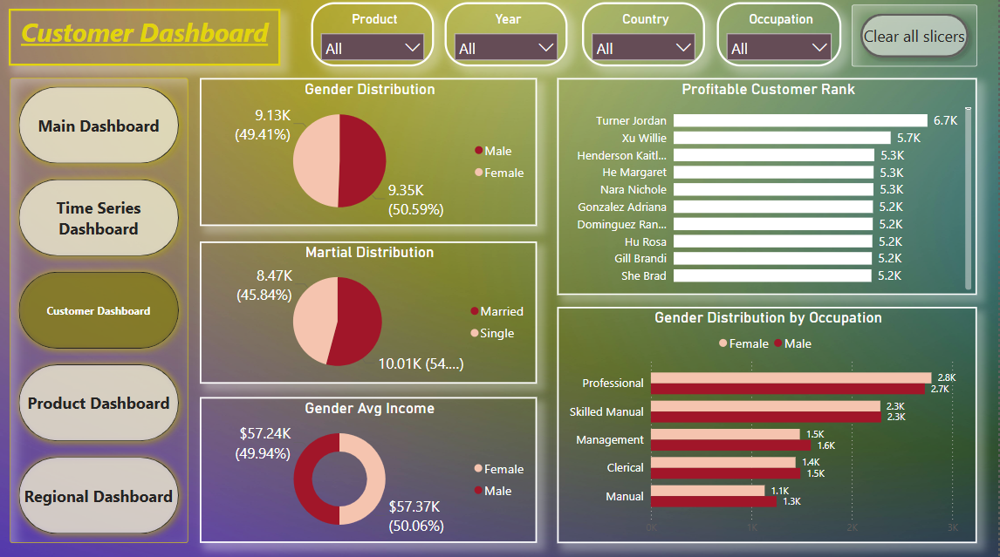 Customer Dashboard
Product
All
Year
All
Country
All
Occupation
All
Clear all slicers
Main Dashboard
Time Series
Dashboard
Customer Dashboard
Product Dashboard
Regional Dashboard
Gender Distribution
9.13K
(49.41%)
9.35K
(50.59%)
Male
Female
Martial Distribution
8.47K
(45.84%)
10.01K (54....)
Married
Single
Gender Avg Income
$57.24K
(49.94%)
$57.37K
(50.06%)
Female
Male
Profitable Customer Rank
Turner Jordan 6.7K
Xu Willie 5.7K
Henderson Kaitl... 5.3K
He Margaret 5.3K
Nara Nichole 5.3K
Gonzalez Adriana 5.2K
Dominguez Ran... 5.2K
Hu Rosa 5.2K
Gill Brandi 5.2K
She Brad 5.2K
Gender Distribution by Occupation
Female Male
Professional 2.8K
2.7K
Skilled Manual 2.3K
2.3K
Management 1.5K
1.6K
Clerical 1.4K
1.5K
Manual 1.1K
1.3K
0K 1K 2K 3K